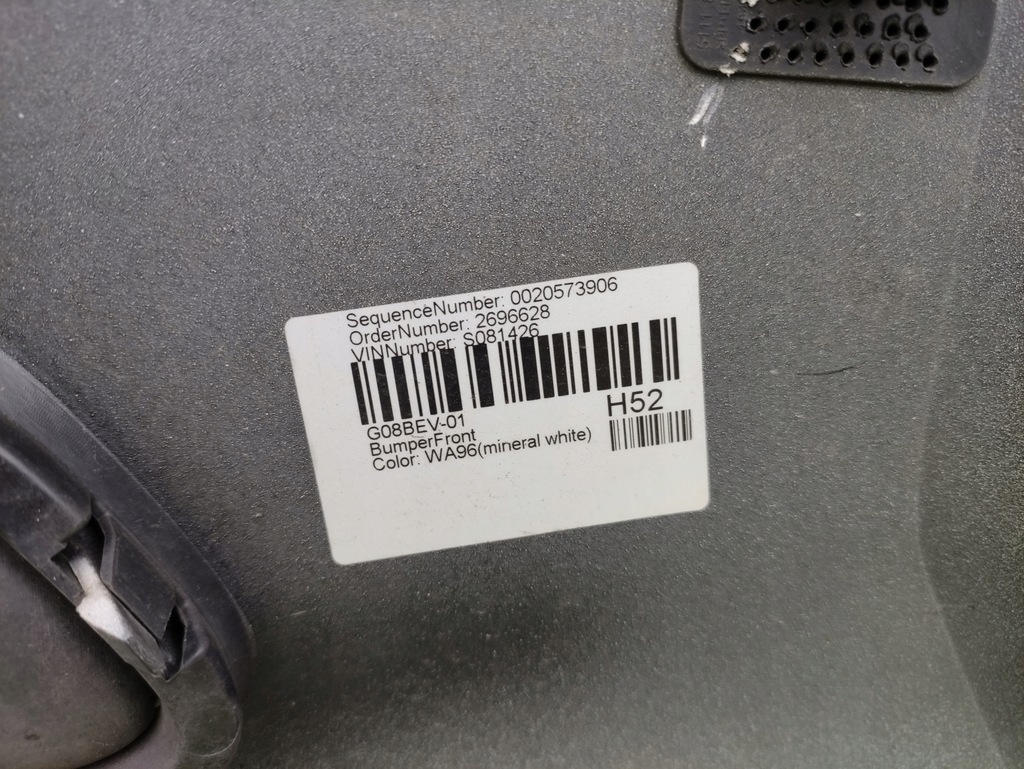 SequenceNumber: 0020573906
OrderNumber: 2696628
VINNumber: S081426
G08BEV-01
H52
BumperFront
Color: WA96(mineral white)